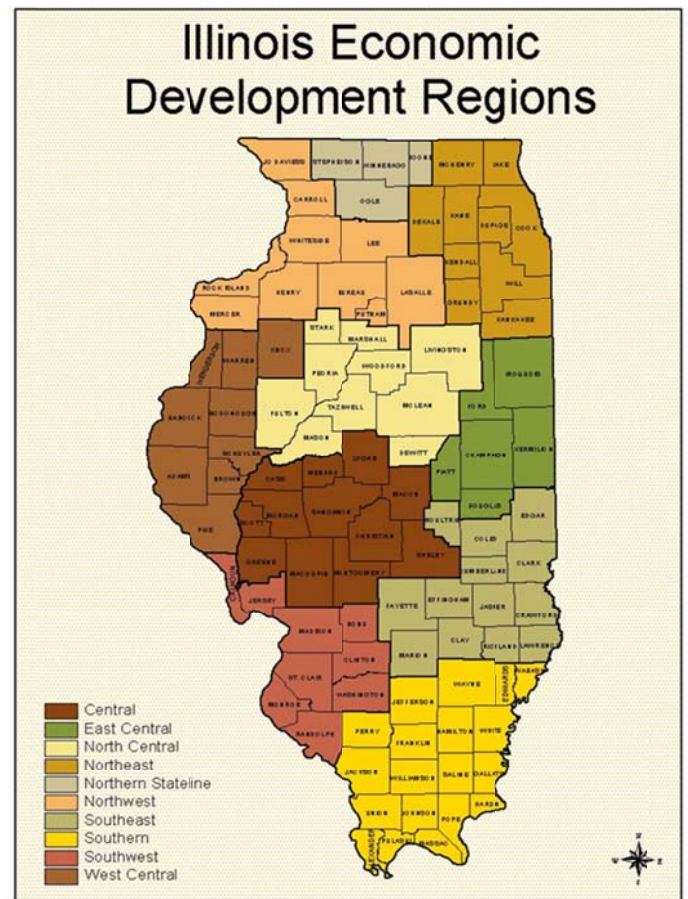 Illinois Economic
Development Regions
JO DAVIESS
STEPHENSON
WINNEBAGO
BOONE
MCHENRY
LAKE
CARROLL
OGLE
DEKALB
KANE
DUPAGE
COOK
WHITESIDE
LEE
KENDALL
WILL
ROCK ISLAND
HENRY
BUREAU
LASALLE
GRUNDY
MERCER
PUTNAM
KANKAKEE
STARK
MARSHALL
LIVINGSTON
HENDERSON
WARREN
KNOX
PEORIA
WOODFORD
IROQUOIS
FORD
HANCOCK
MCDONOUGH
FULTON
TAZEWELL
MCLEAN
MASON
DEWITT
SCHUYLER
LOGAN
CHAMPAIGN
VERMILION
ADAMS
BROWN
CASS
MENARD
PIATT
MACON
PIKE
SCOTT
MORGAN
SANGAMON
DOUGLAS
EDGAR
MOULTRIE
CHRISTIAN
COLES
GREENE
MACOUPIN
MONTGOMERY
SHELBY
CUMBERLAND
CLARK
CALHOUN
JERSEY
FAYETTE
EFFINGHAM
JASPER
CRAWFORD
MADISON
BOND
CLAY
RICHLAND
LAWRENCE
CLINTON
MARION
ST. CLAIR
WASHINGTON
WAYNE
EDWARDS
WABASH
MONROE
JEFFERSON
RANDOLPH
PERRY
HAMILTON
WHITE
FRANKLIN
JACKSON
WILLIAMSON
SALINE
GALLATIN
UNION
JOHNSON
POPE
HARDIN
ALEXANDER
PULASKI
MASSAC
Central
East Central
North Central
Northeast
Northern Stateline
Northwest
Southeast
Southern
Southwest
West Central
N
W E
S